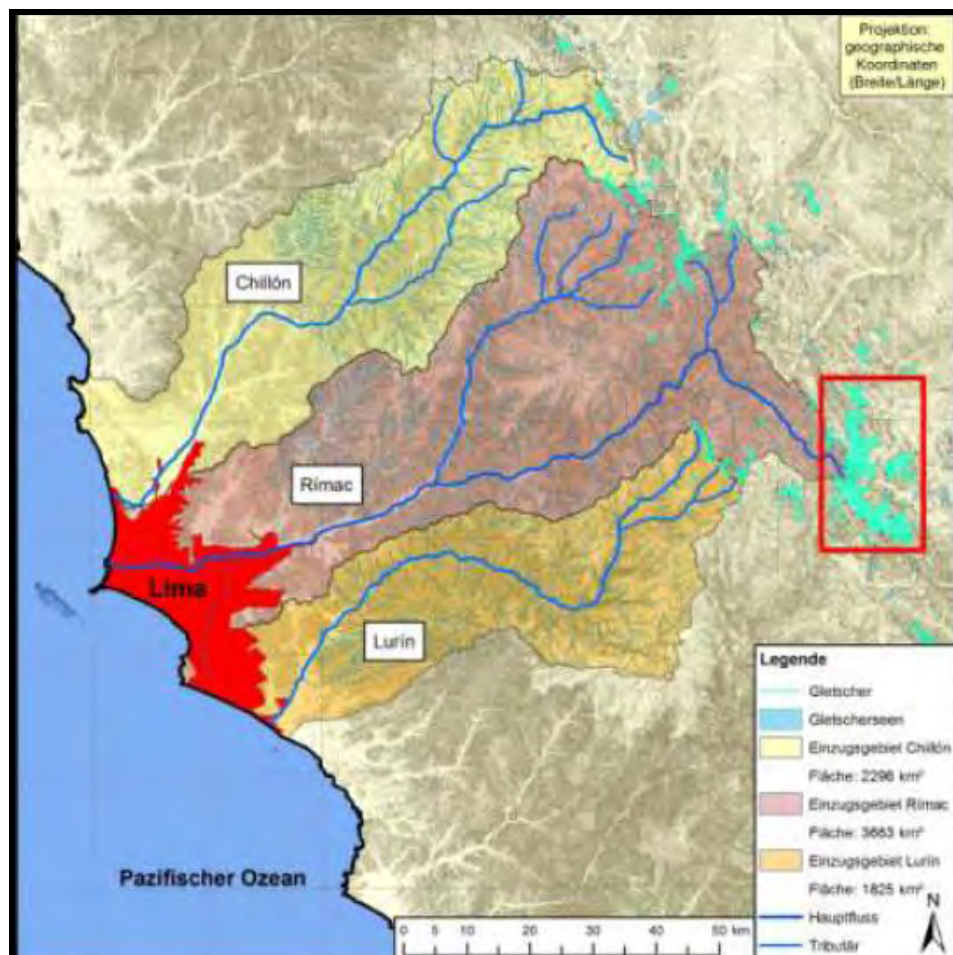 Projektion:
geographische
Koordinaten
(Breite/Länge)
Chillón
Rímac
Lima
Lurín
Pazifischer Ozean
Legende
Gletscher
Gletscherseen
Einzugsgebiet Chillón
Fläche: 2296 km²
Einzugsgebiet Rímac
Fläche: 3663 km²
Einzugsgebiet Lurín
Fläche: 1825 km²
Hauptfluss
Tributär
N
0 5 10 20 30 40 50 km